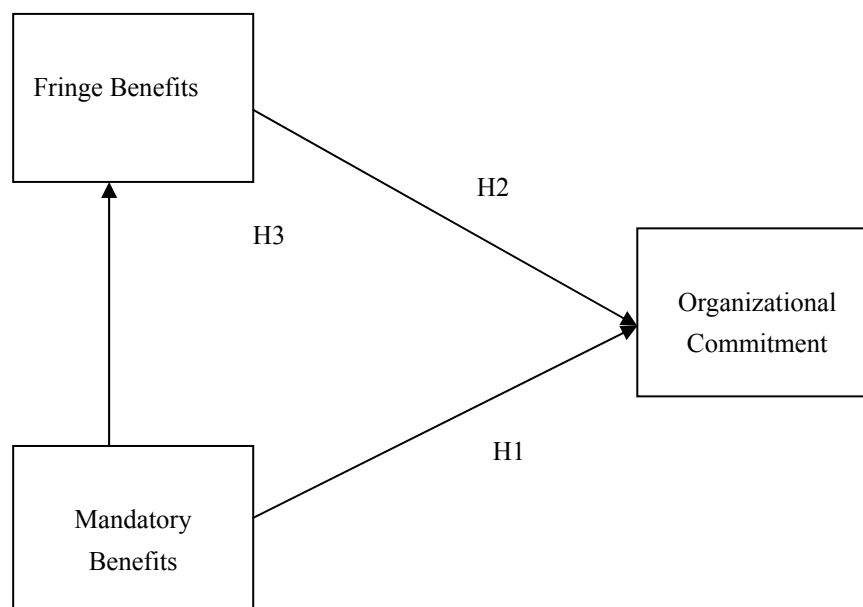 Fringe Benefits
H2
H3
Organizational
Commitment
H1
Mandatory
Benefits